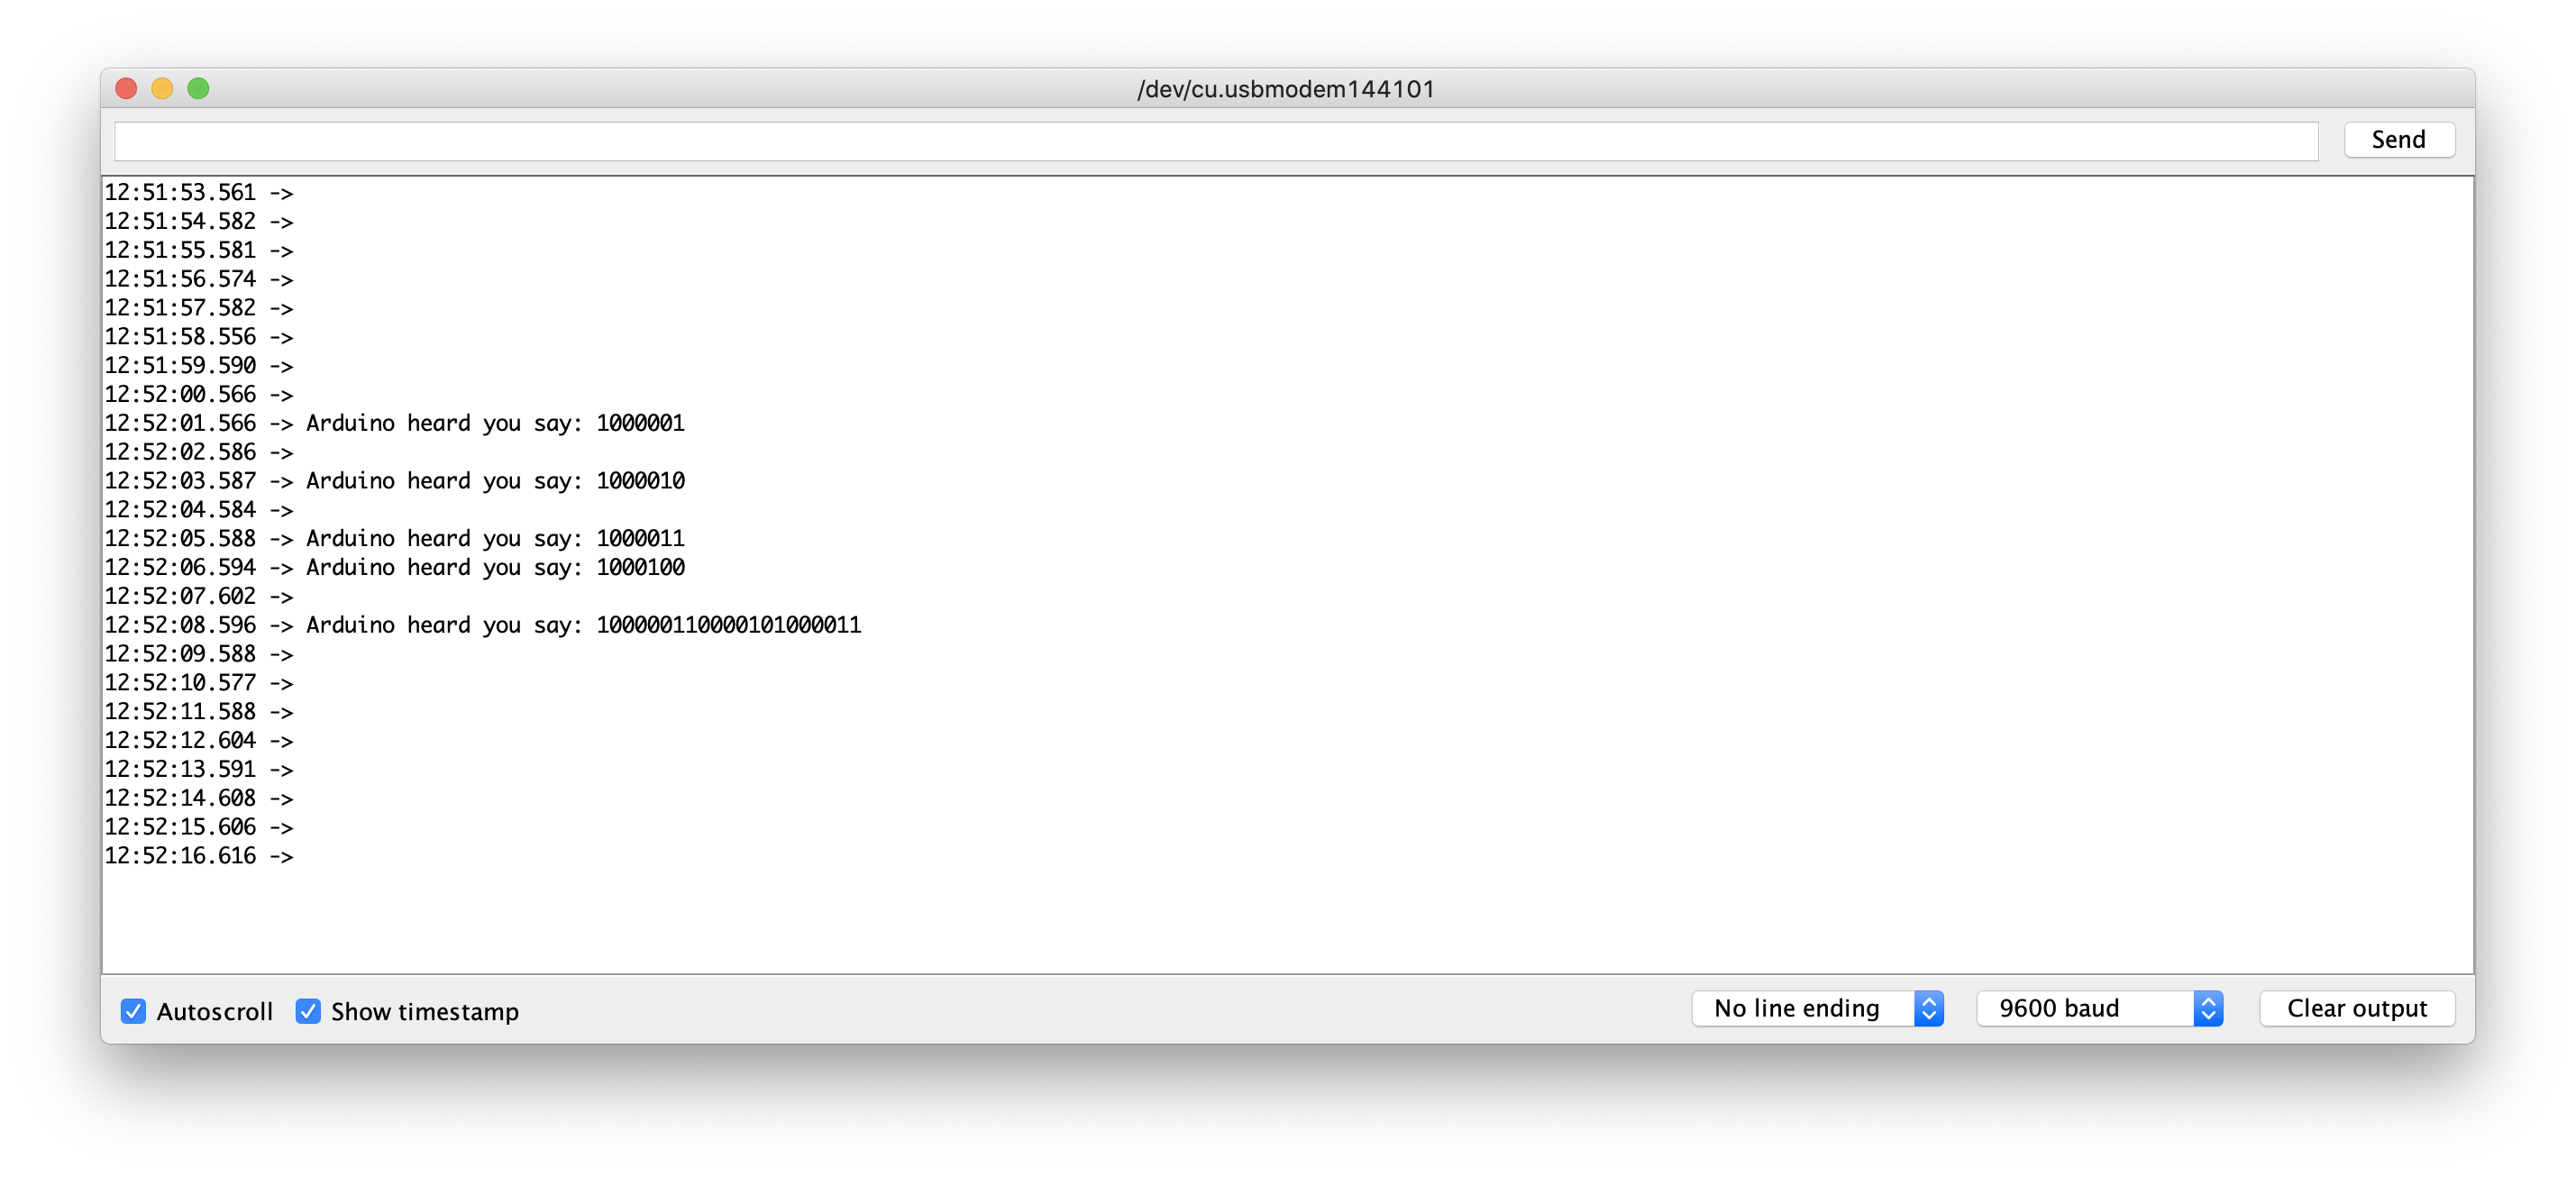 /dev/cu.usbmodem144101
Send
12:51:53.561 ->
12:51:54.582 ->
12:51:55.581 ->
12:51:56.574 ->
12:51:57.582 ->
12:51:58.556 ->
12:51:59.590 ->
12:52:00.566 ->
12:52:01.566 -> Arduino heard you say: 1000001
12:52:02.586 ->
12:52:03.587 -> Arduino heard you say: 1000010
12:52:04.584 ->
12:52:05.588 -> Arduino heard you say: 1000011
12:52:06.594 -> Arduino heard you say: 1000100
12:52:07.602 ->
12:52:08.596 -> Arduino heard you say: 100000110000101000011
12:52:09.588 ->
12:52:10.577 ->
12:52:11.588 ->
12:52:12.604 ->
12:52:13.591 ->
12:52:14.608 ->
12:52:15.606 ->
12:52:16.616 ->
Autoscroll Show timestamp No line ending 9600 baud Clear output